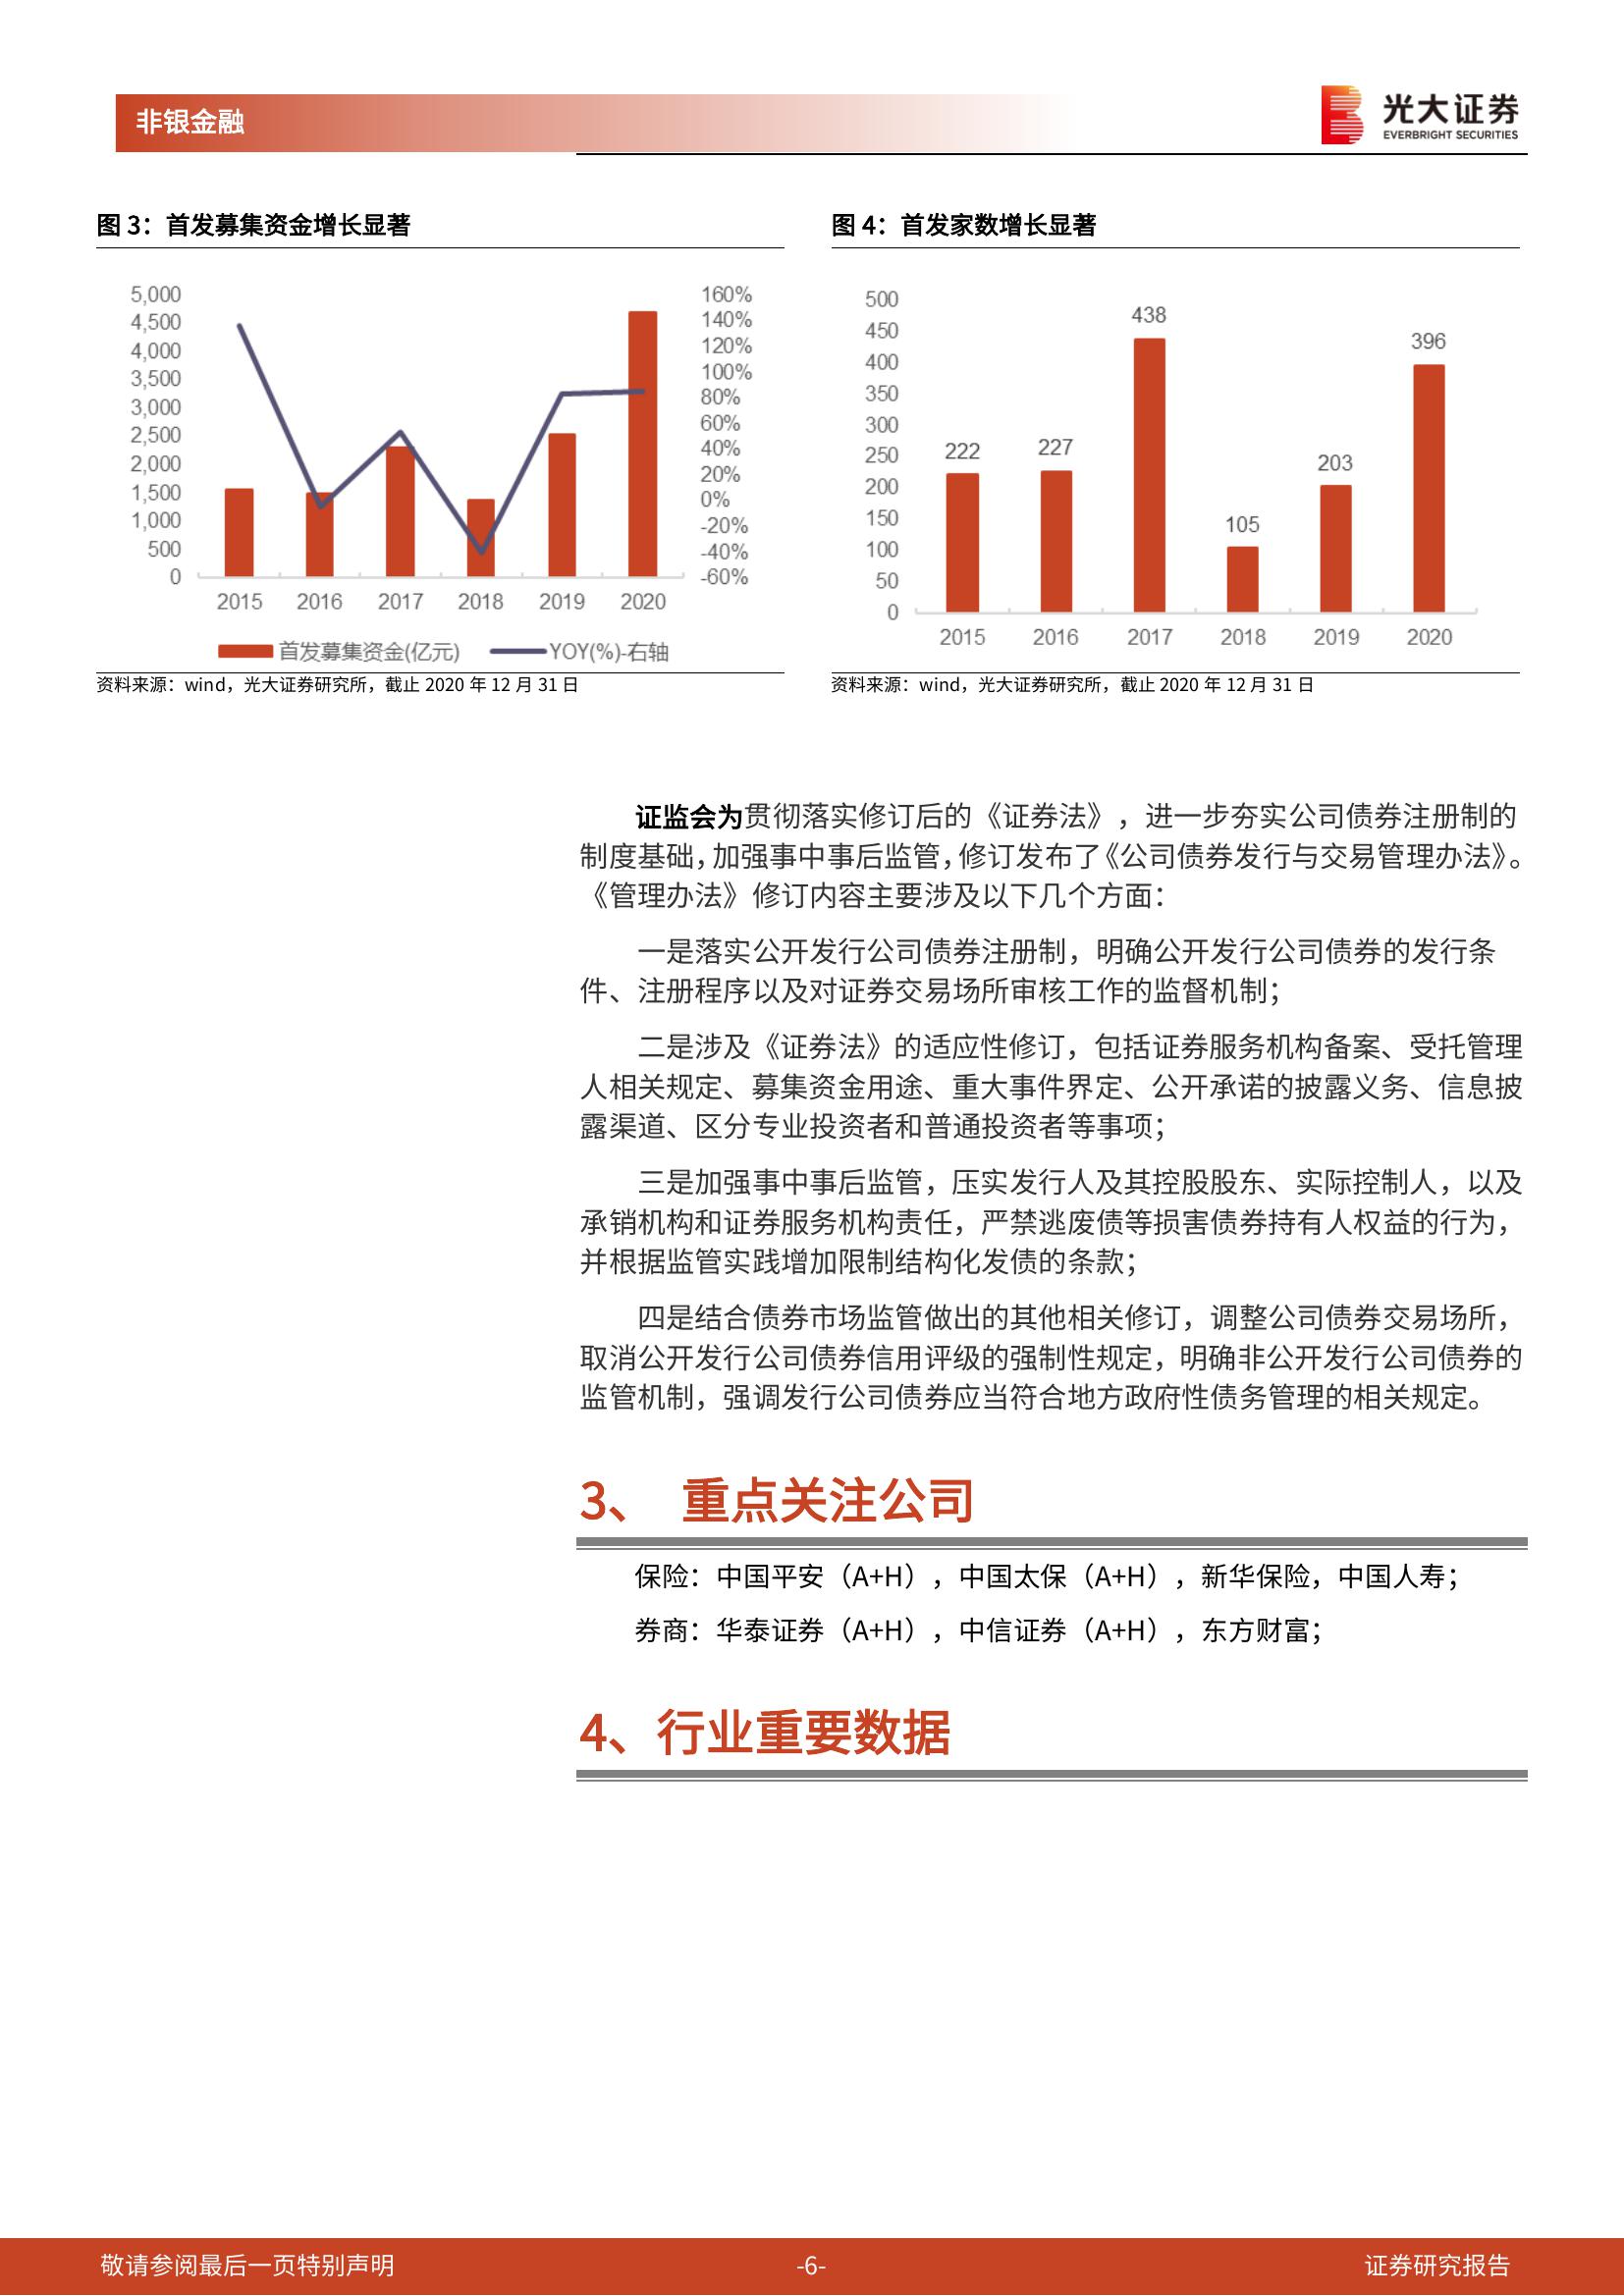 非银金融
光大证券
EVERBRIGHT SECURITIES
图 3：首发募集资金增长显著
5,000
4,500
4,000
3,500
3,000
2,500
2,000
1,500
1,000
500
0
160%
140%
120%
100%
80%
60%
40%
20%
0%
-20%
-40%
-60%
2015 2016 2017 2018 2019 2020
首发募集资金(亿元) YOY(%)-右轴
资料来源：wind，光大证券研究所，截止 2020 年 12 月 31 日
图 4：首发家数增长显著
500
450
400
350
300
250
200
150
100
50
0
222 227 438 105 203 396
2015 2016 2017 2018 2019 2020
资料来源：wind，光大证券研究所，截止 2020 年 12 月 31 日
证监会为贯彻落实修订后的《证券法》，进一步夯实公司债券注册制的
制度基础，加强事中事后监管，修订发布了《公司债券发行与交易管理办法》。
《管理办法》修订内容主要涉及以下几个方面：
一是落实公开发行公司债券注册制，明确公开发行公司债券的发行条
件、注册程序以及对证券交易场所审核工作的监督机制；
二是涉及《证券法》的适应性修订，包括证券服务机构备案、受托管理
人相关规定、募集资金用途、重大事件界定、公开承诺的披露义务、信息披
露渠道、区分专业投资者和普通投资者等事项；
三是加强事中事后监管，压实发行人及其控股股东、实际控制人，以及
承销机构和证券服务机构责任，严禁逃废债等损害债券持有人权益的行为，
并根据监管实践增加限制结构化发债的条款；
四是结合债券市场监管做出的其他相关修订，调整公司债券交易场所，
取消公开发行公司债券信用评级的强制性规定，明确非公开发行公司债券的
监管机制，强调发行公司债券应当符合地方政府性债务管理的相关规定。
3、 重点关注公司
保险：中国平安（A+H），中国太保（A+H），新华保险，中国人寿；
券商：华泰证券（A+H），中信证券（A+H），东方财富；
4、行业重要数据
敬请参阅最后一页特别声明 -6- 证券研究报告